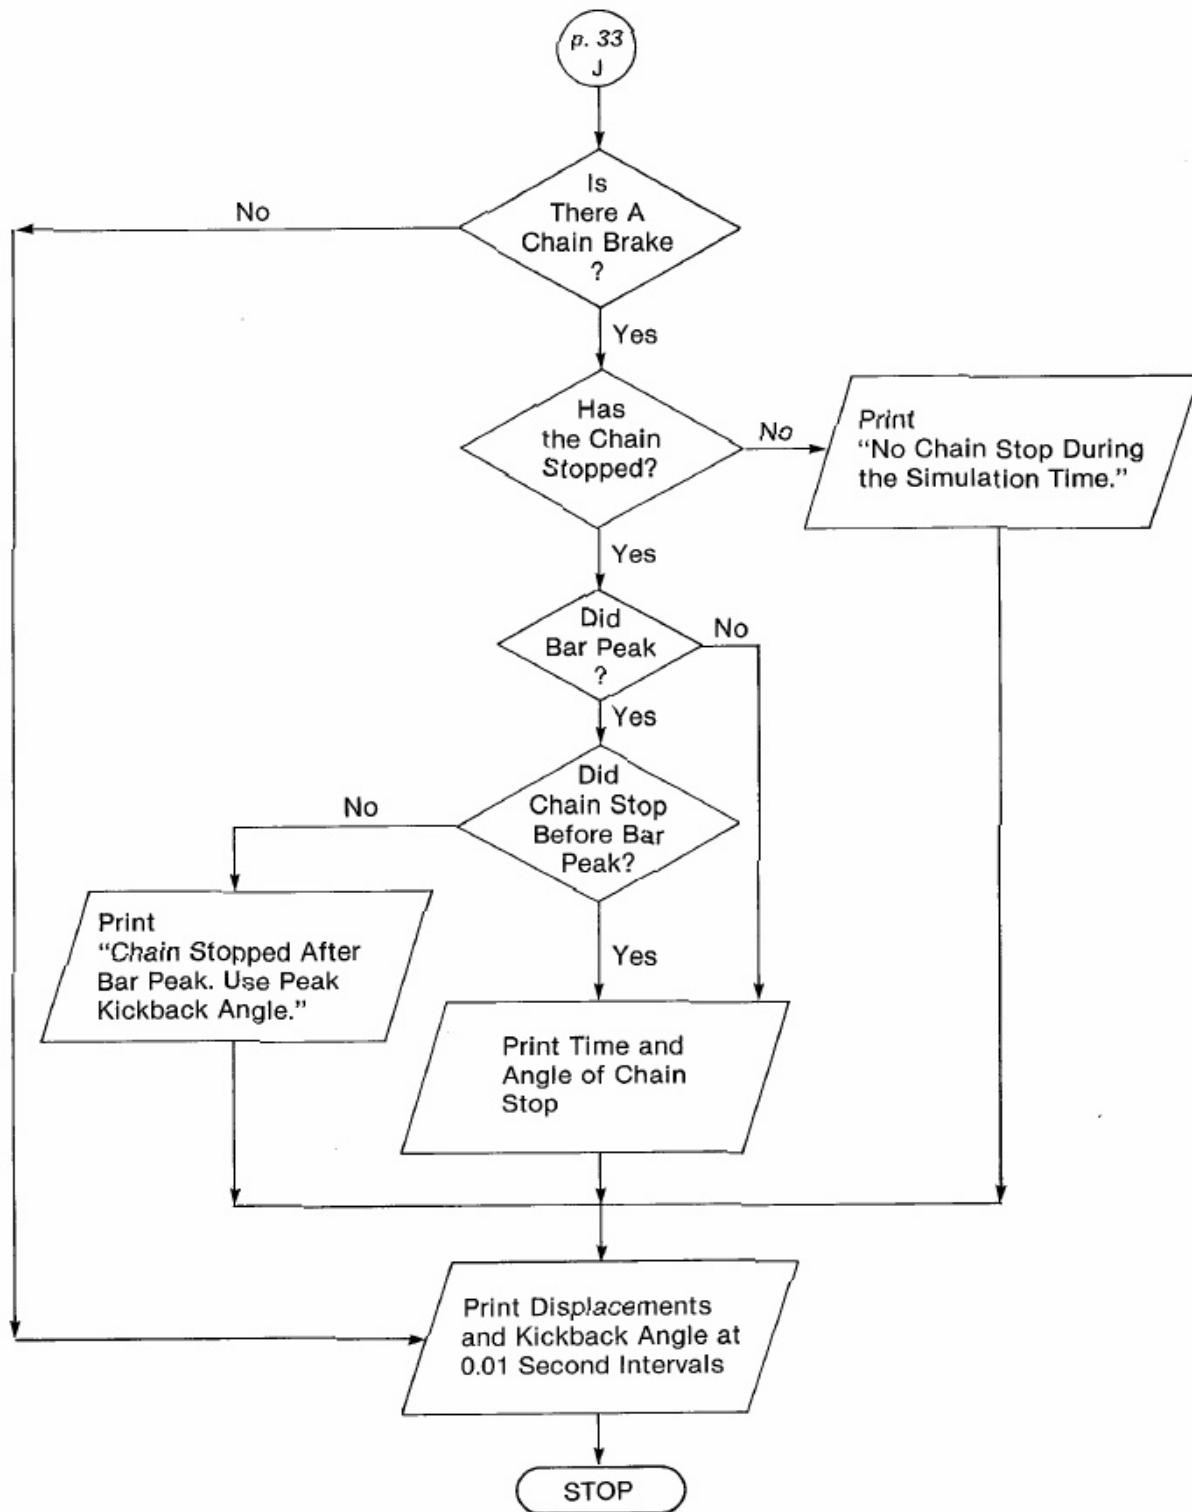 p. 33
J
Is
There A
Chain Brake
?
No
Yes
Has
the Chain
Stopped?
No
Print
“No Chain Stop During
the Simulation Time.”
Yes
Did
Bar Peak
?
No
Yes
Did
Chain Stop
Before Bar
Peak?
No
Print
“Chain Stopped After
Bar Peak. Use Peak
Kickback Angle.”
Yes
Print Time and
Angle of Chain
Stop
Print Displacements
and Kickback Angle at
0.01 Second Intervals
STOP